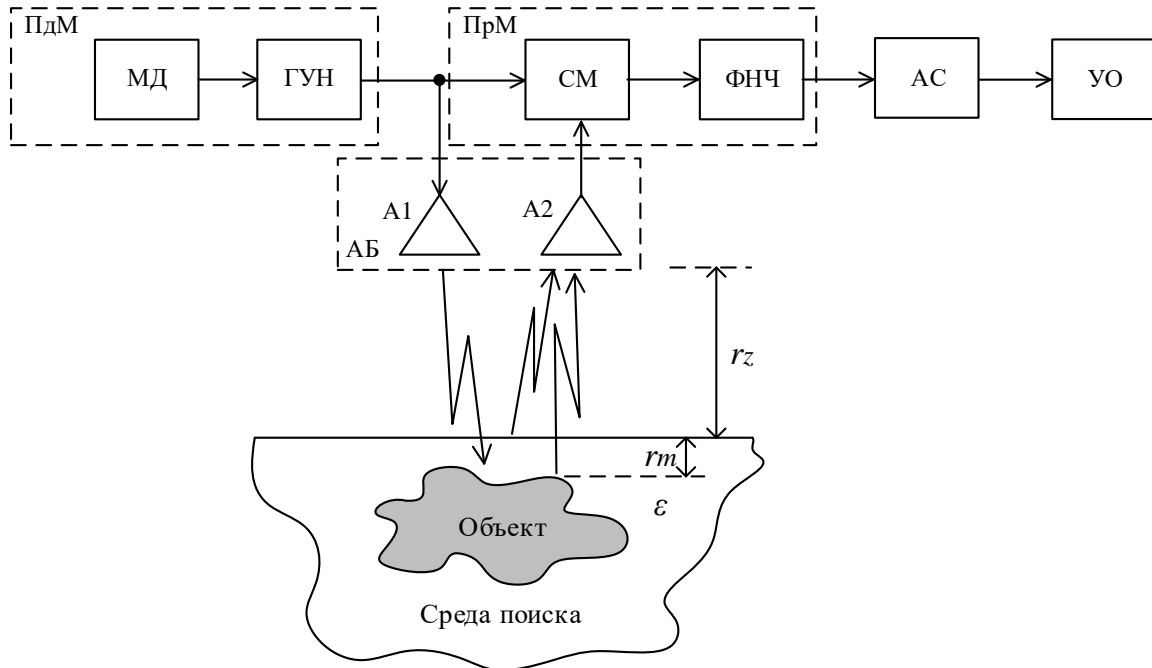 ПдМ
ПрМ
МД
ГУН
СМ
ФНЧ
АС
УО
А1
А2
АБ
rz
rm
ε
Объект
Среда поиска